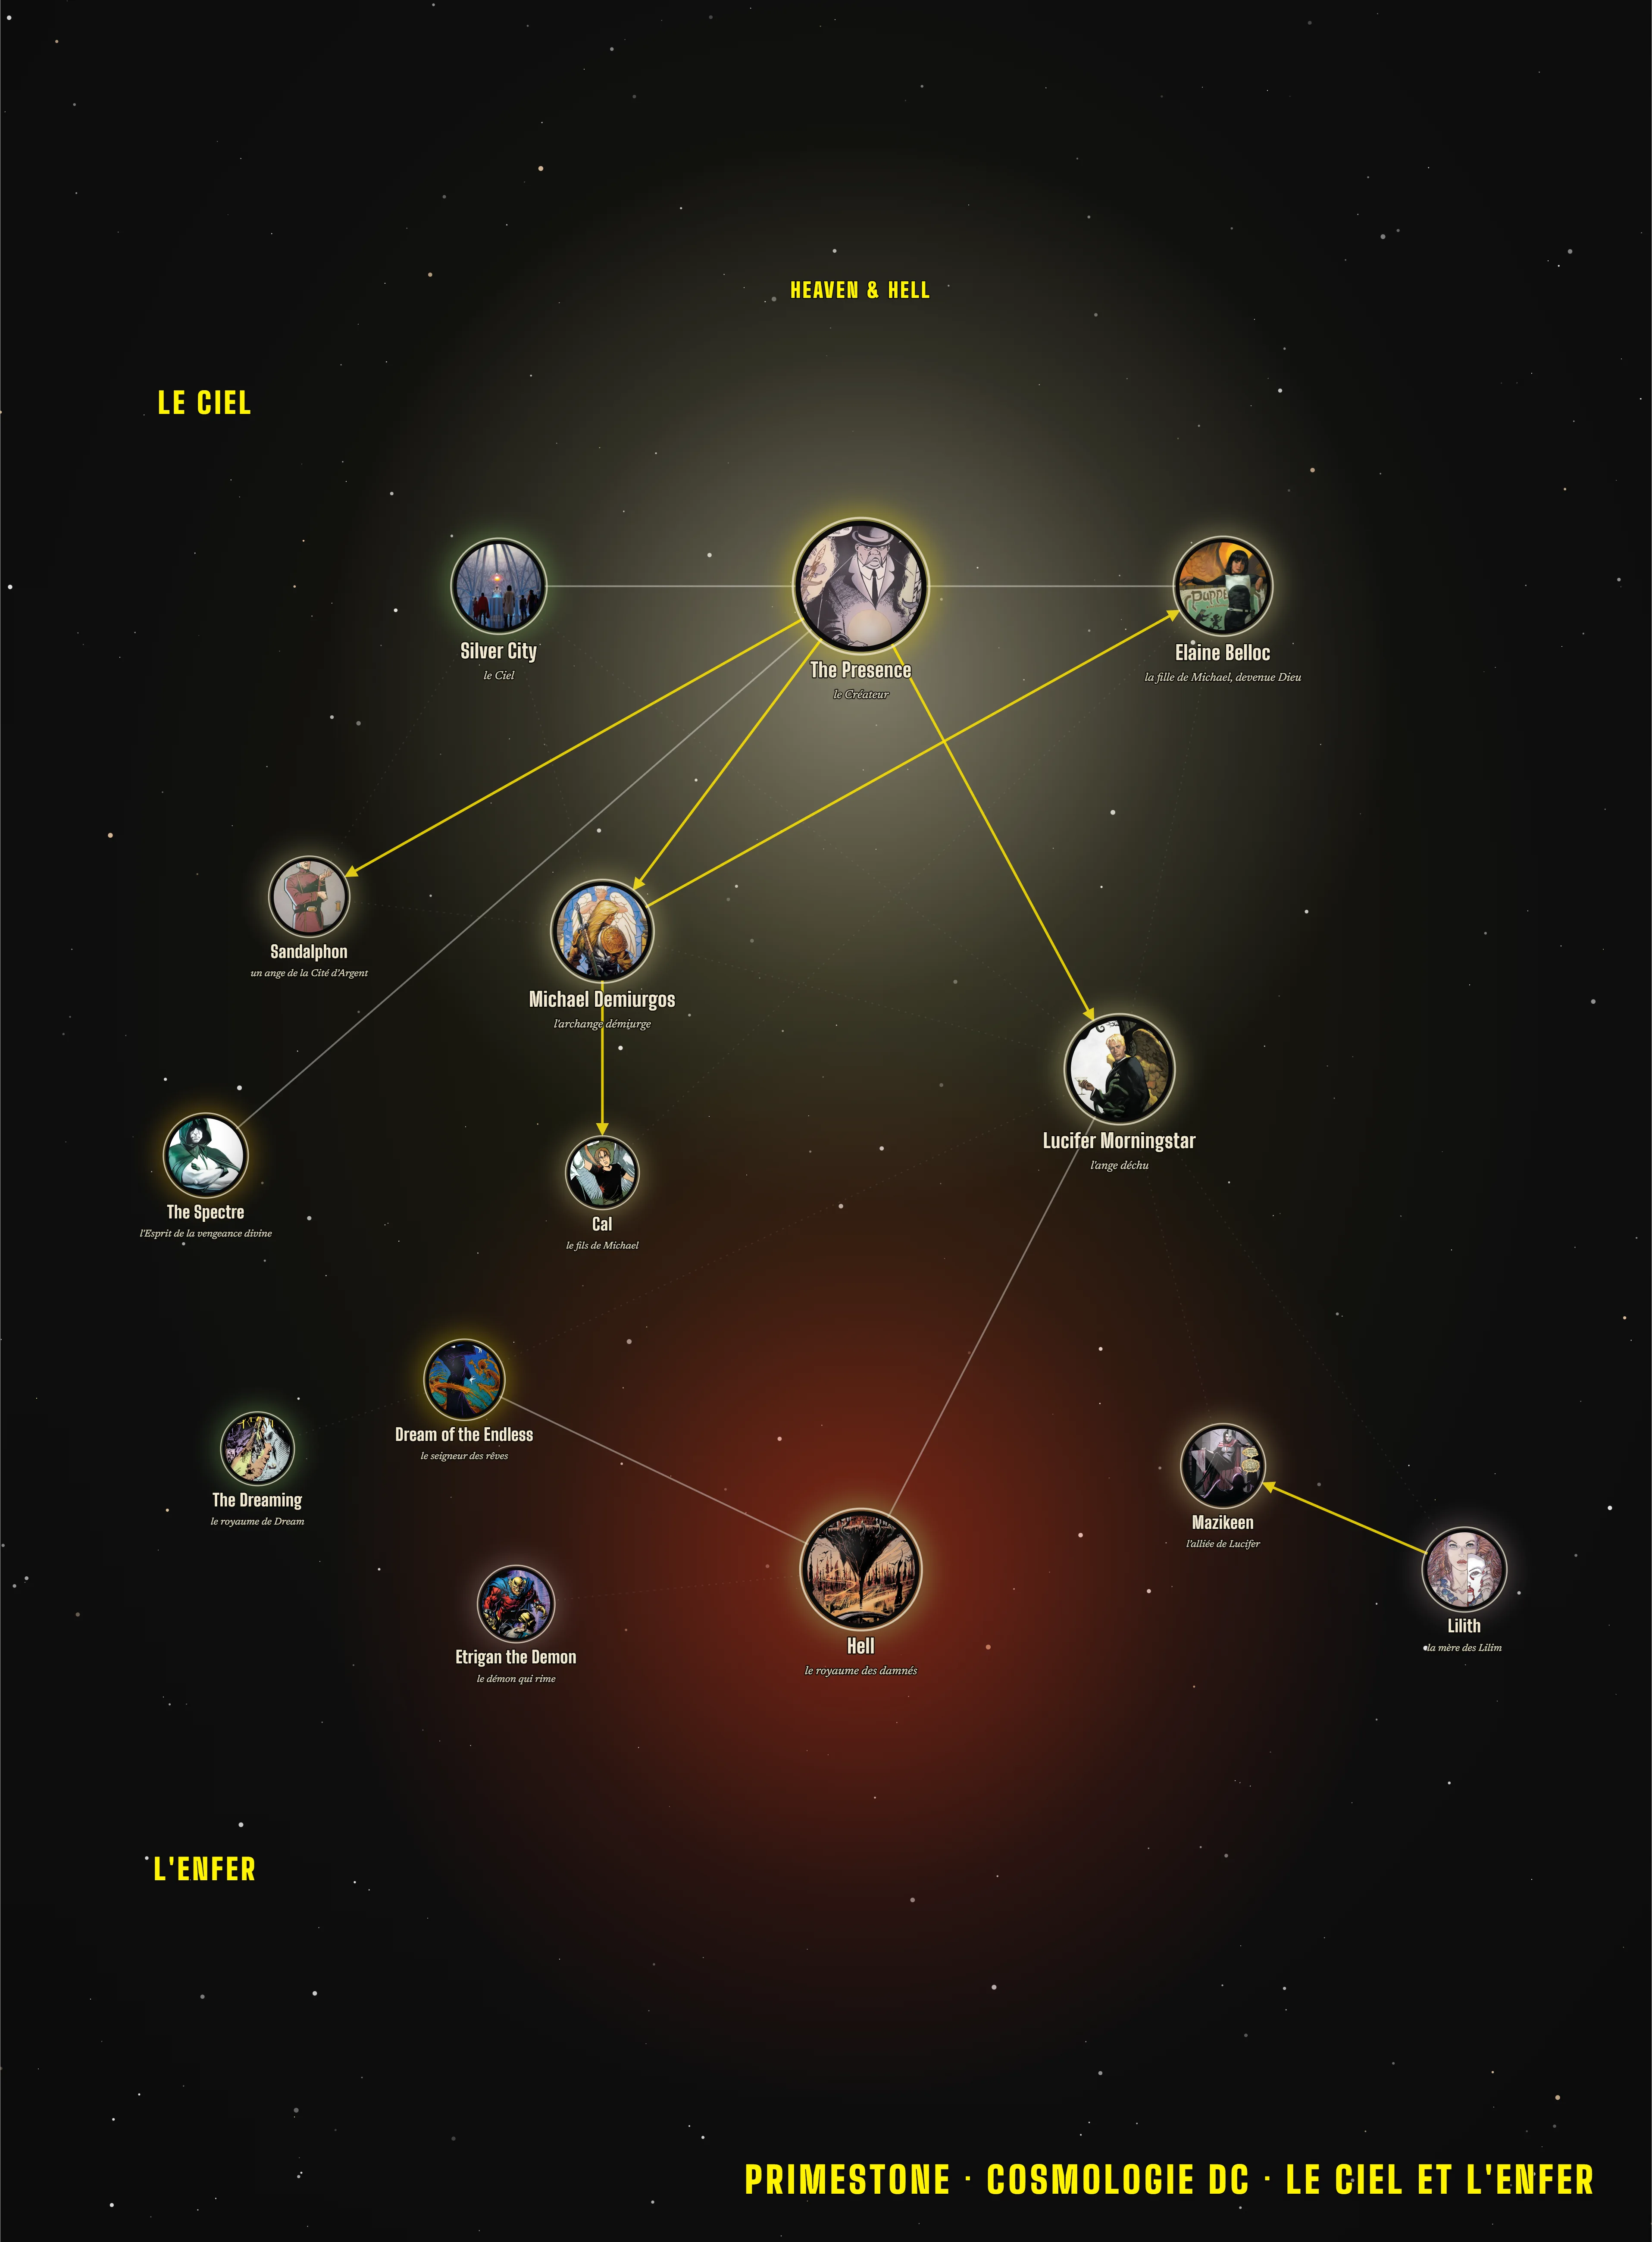 HEAVEN & HELL
LE CIEL
Silver City
le Ciel
The Presence
le Créateur
Elaine Belloc
la fille de Michael, devenue Dieu
Sandalphon
un ange de la Cité d'Argent
Michael Demiurgos
l'archange démiurge
Lucifer Morningstar
l'ange déchu
The Spectre
l'Esprit de la vengeance divine
Cal
le fils de Michael
Dream of the Endless
le seigneur des rêves
The Dreaming
le royaume de Dream
Mazikeen
l'alliée de Lucifer
Etrigan the Demon
le démon qui rime
Hell
le royaume des damnés
Lilith
la mère des Lilim
L'ENFER
PRIMESTONE · COSMOLOGIE DC · LE CIEL ET L'ENFER